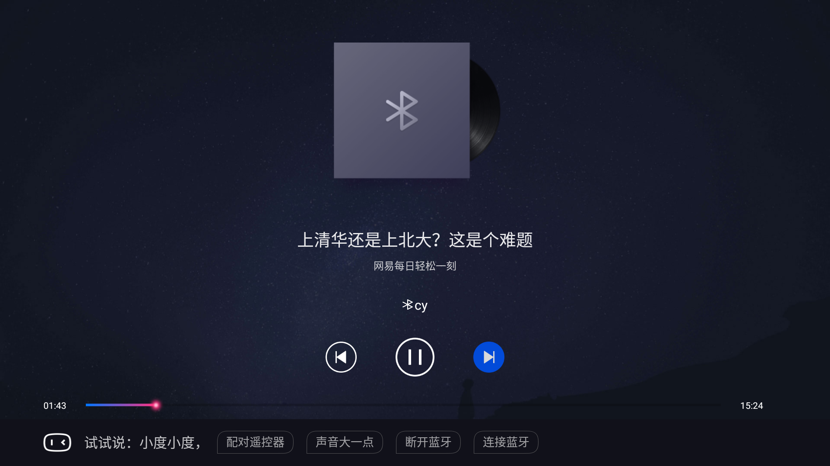 上清华还是上北大？这是个难题
网易每日轻松一刻
cy
01:43
15:24
试试说：小度小度，
配对遥控器
声音大一点
断开蓝牙
连接蓝牙